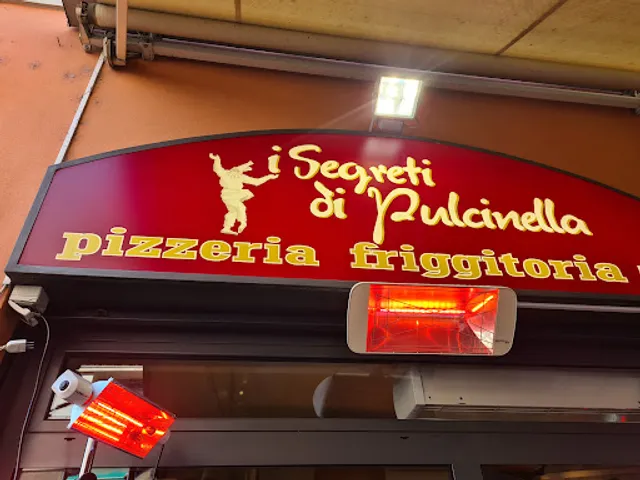 i Segreti
di Pulcinella
pizzeria friggitoria